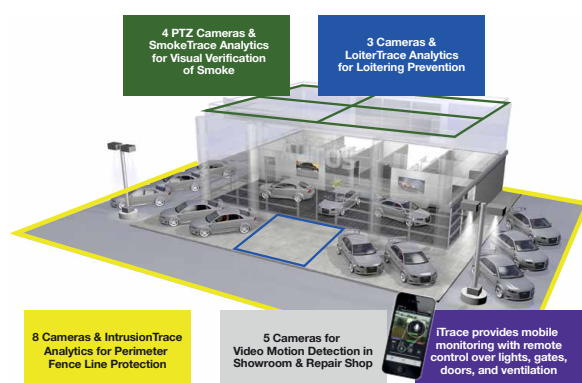 4 PTZ Cameras &
SmokeTrace Analytics
for Visual Verification
of Smoke
3 Cameras &
LoiterTrace Analytics
for Loitering Prevention
8 Cameras & IntrusionTrace
Analytics for Perimeter
Fence Line Protection
5 Cameras for
Video Motion Detection in
Showroom & Repair Shop
iTrace provides mobile
monitoring with remote
control over lights, gates,
doors, and ventilation